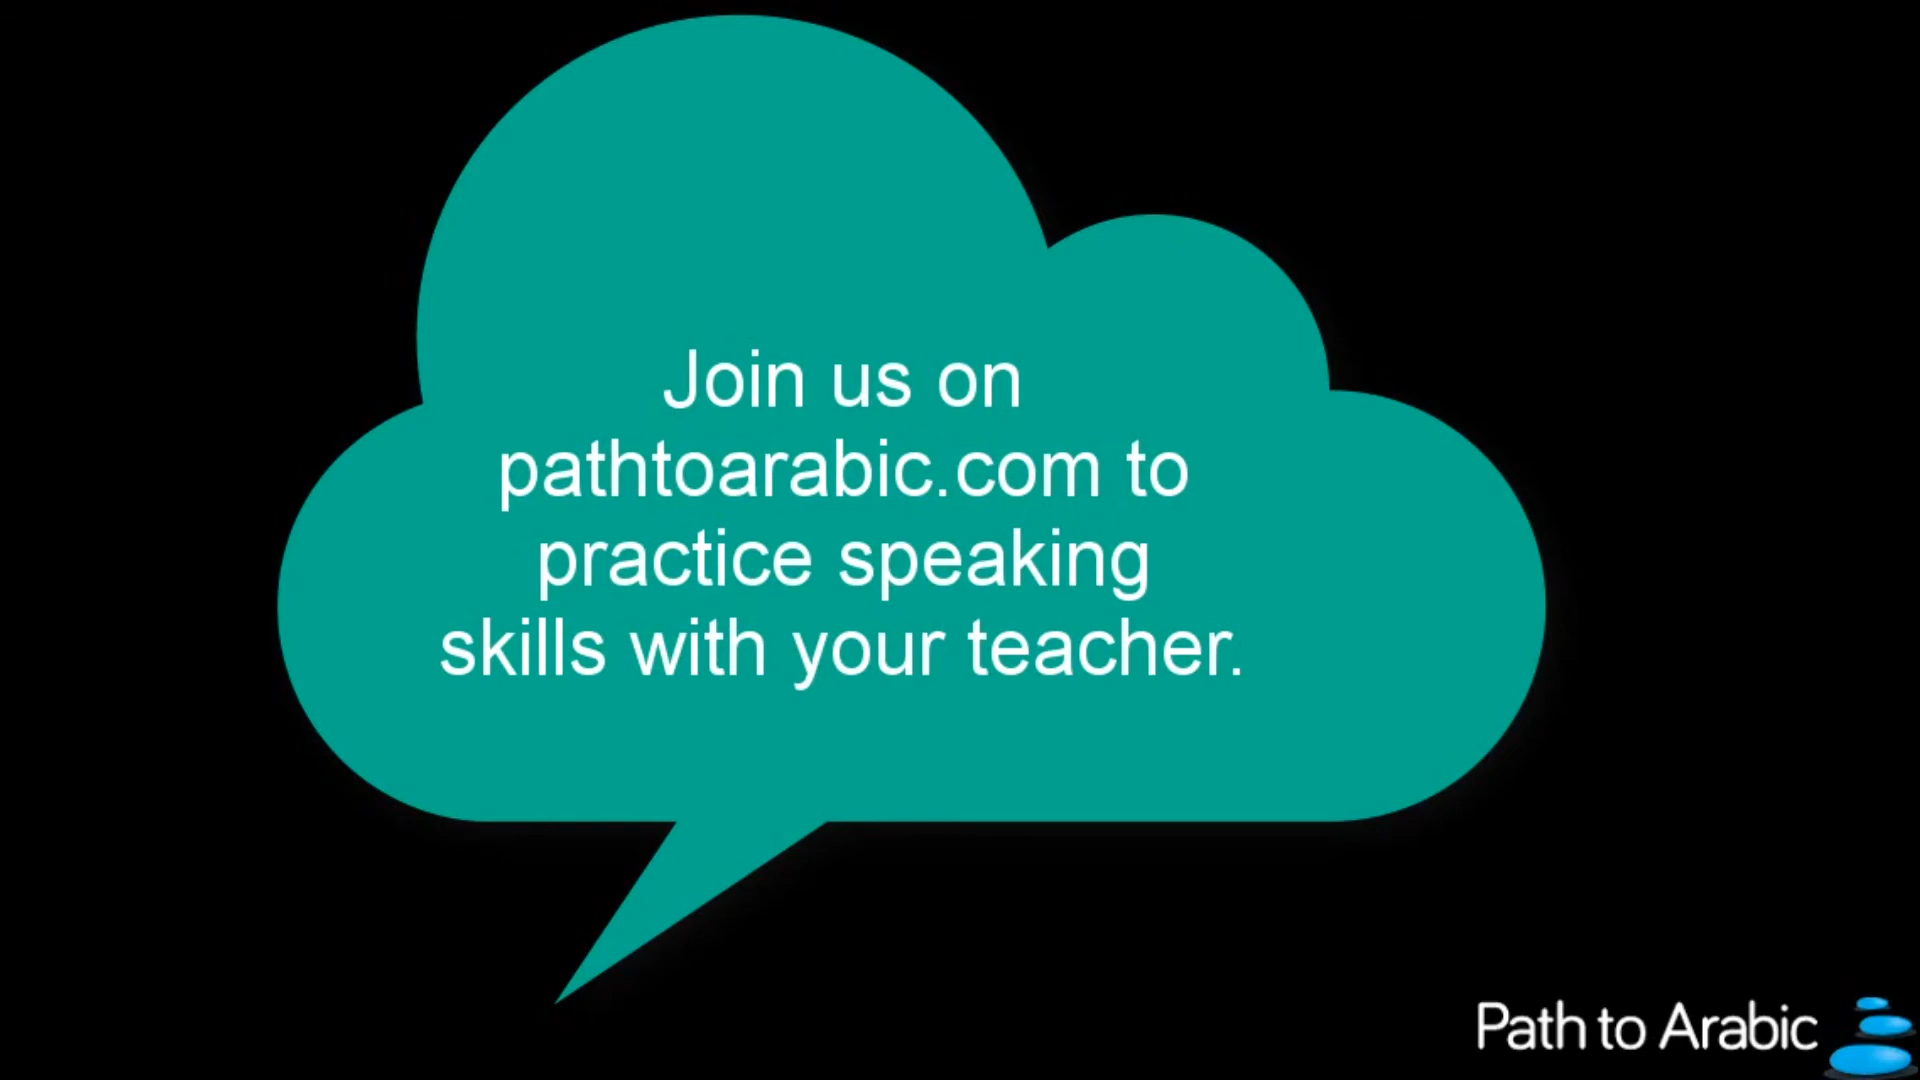 Join us on
pathtoarabic.com to
practice speaking
skills with your teacher.
Path to Arabic